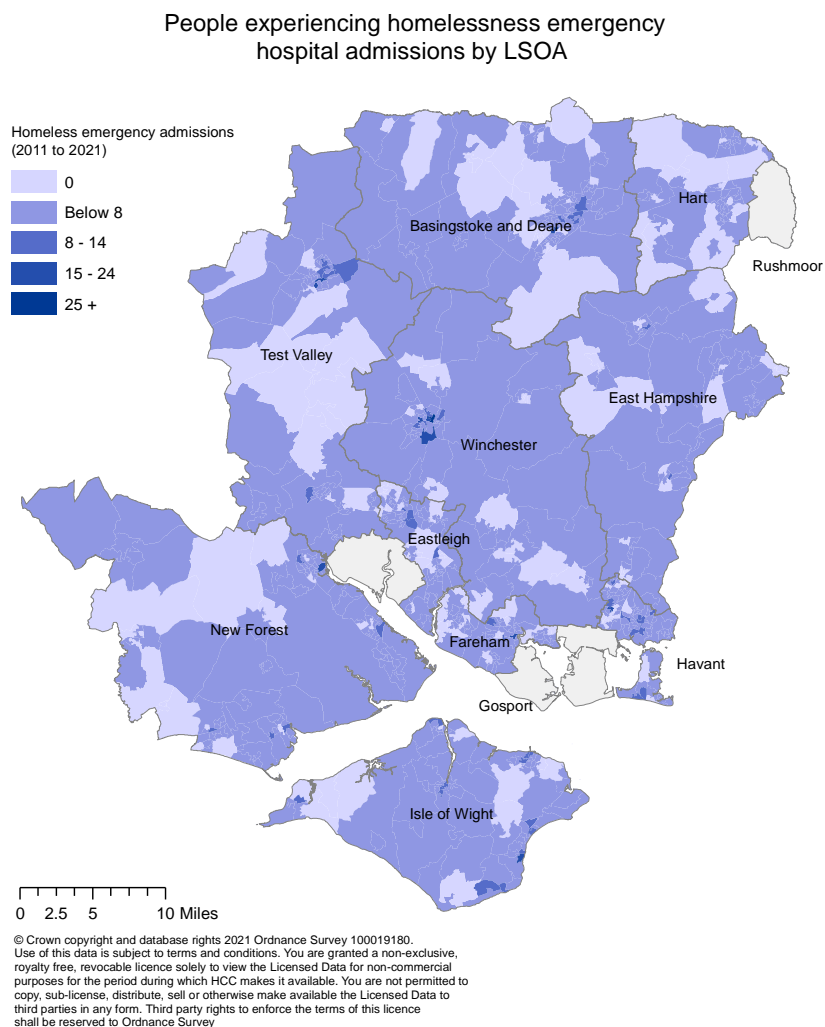 People experiencing homelessness emergency
hospital admissions by LSOA
Homeless emergency admissions
(2011 to 2021)
0
Below 8
8 - 14
15 - 24
25 +
Basingstoke and Deane
Hart
Rushmoor
Test Valley
East Hampshire
Winchester
Eastleigh
New Forest
Fareham
Havant
Gosport
Isle of Wight
0 2.5 5 10 Miles
© Crown copyright and database rights 2021 Ordnance Survey 100019180.
Use of this data is subject to terms and conditions. You are granted a non-exclusive,
royalty free, revocable licence solely to view the Licensed Data for non-commercial
purposes for the period during which HCC makes it available. You are not permitted to
copy, sub-license, distribute, sell or otherwise make available the Licensed Data to
third parties in any form. Third party rights to enforce the terms of this licence
shall be reserved to Ordnance Survey